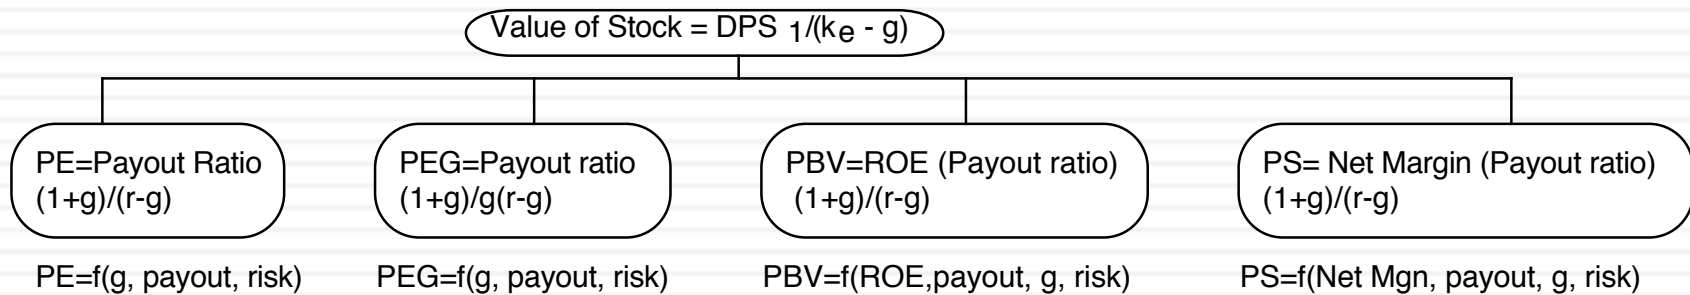 Value of Stock = DPS 1/(ke - g)
PE=Payout Ratio
(1+g)/(r-g)
PEG=Payout ratio
(1+g)/g(r-g)
PBV=ROE (Payout ratio)
(1+g)/(r-g)
PS= Net Margin (Payout ratio)
(1+g)/(r-g)
PE=f(g, payout, risk)
PEG=f(g, payout, risk)
PBV=f(ROE,payout, g, risk)
PS=f(Net Mgn, payout, g, risk)